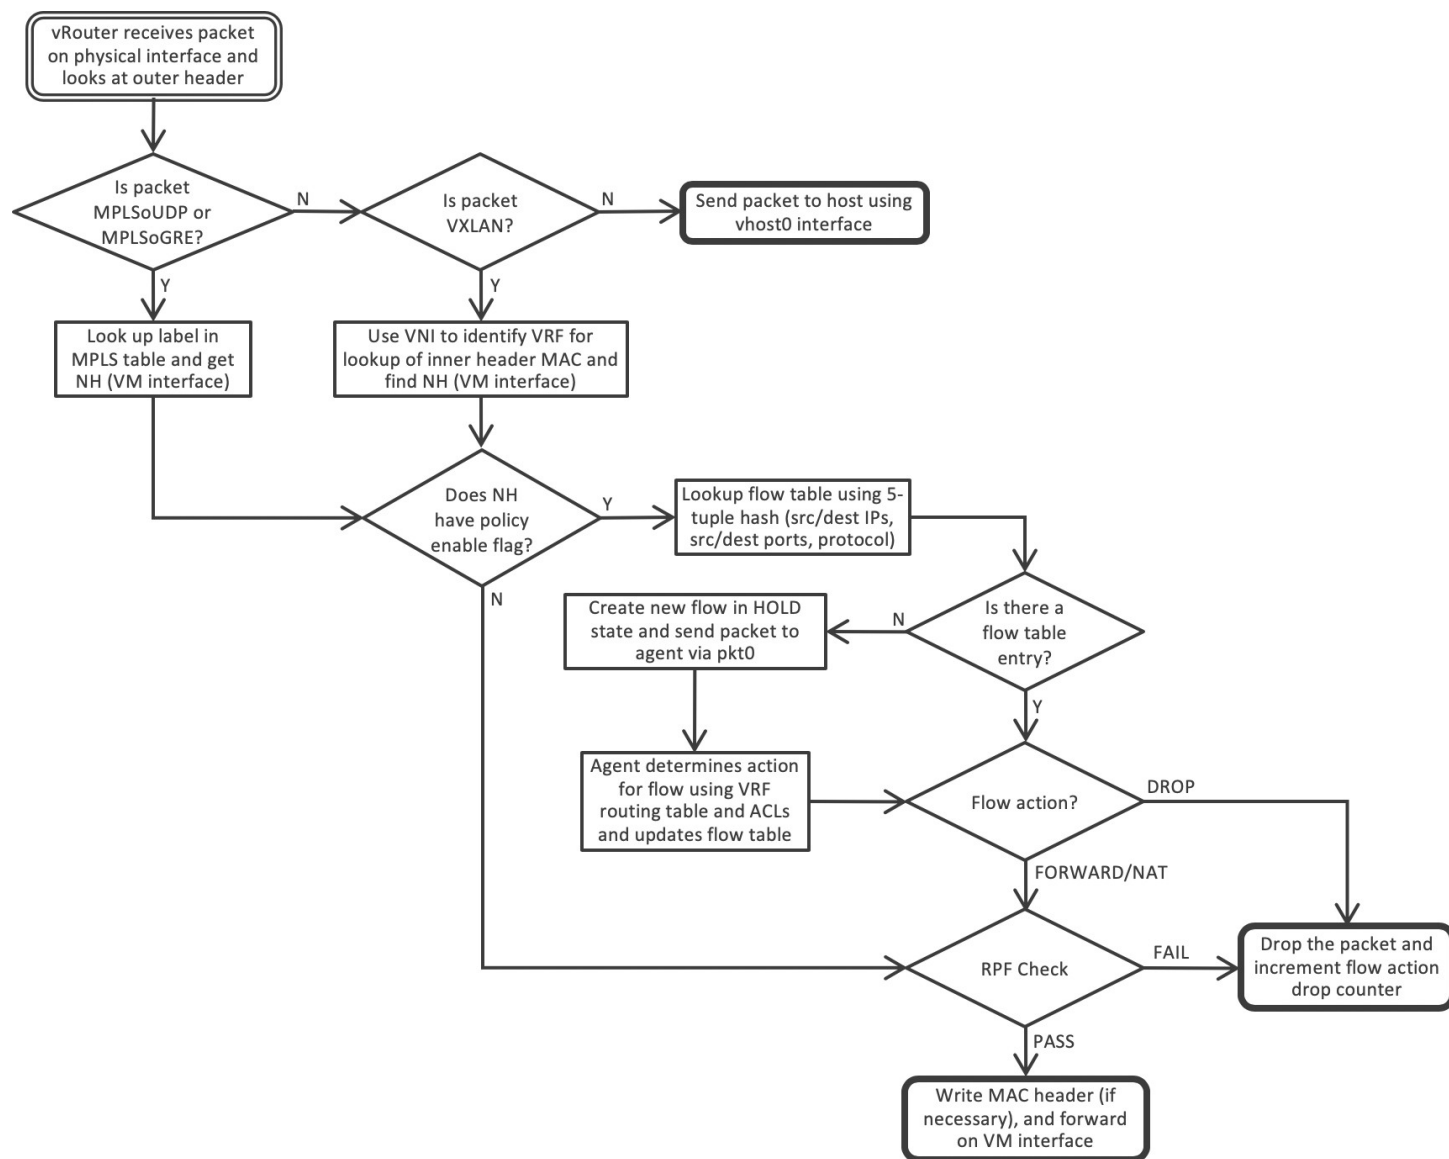 vRouter receives packet
on physical interface and
looks at outer header
Is packet
MPLSoUDP or
MPLSoGRE?
N
Is packet
VXLAN?
N
Send packet to host using
vhost0 interface
Y
Y
Look up label in
MPLS table and get
NH (VM interface)
Use VNI to identify VRF for
lookup of inner header MAC and
find NH (VM interface)
Does NH
have policy
enable flag?
Y
Lookup flow table using 5-
tuple hash (src/dest IPs,
src/dest ports, protocol)
N
Is there a
flow table
entry?
N
Create new flow in HOLD
state and send packet to
agent via pkt0
Y
Agent determines action
for flow using VRF
routing table and ACLs
and updates flow table
Flow action?
DROP
FORWARD/NAT
RPF Check
FAIL
Drop the packet and
increment flow action
drop counter
PASS
Write MAC header (if
necessary), and forward
on VM interface